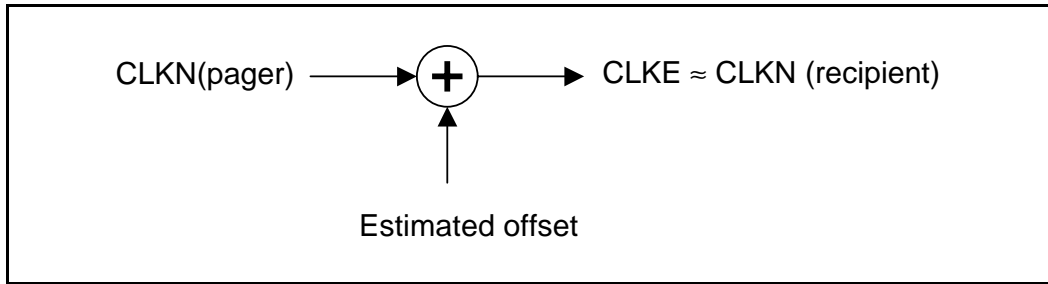 CLKN(pager) + CLKE ≈ CLKN (recipient)
Estimated offset